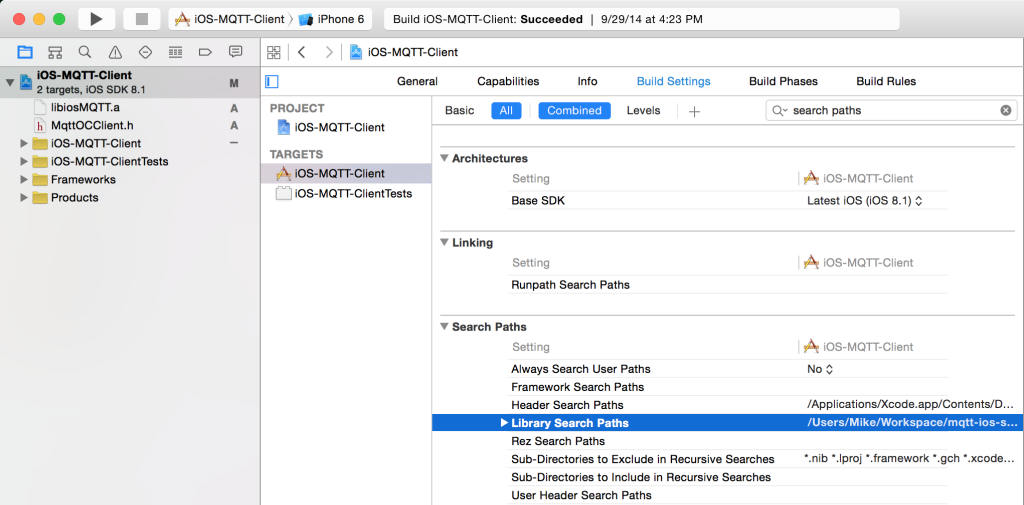 iOS-MQTT-Client
iPhone 6
Build iOS-MQTT-Client: Succeeded | 9/29/14 at 4:23 PM
iOS-MQTT-Client
iOS-MQTT-Client
2 targets, iOS SDK 8.1
M
libiosMQTT.a
A
MqttOCClient.h
A
iOS-MQTT-Client
iOS-MQTT-ClientTests
Frameworks
Products
General
Capabilities
Info
Build Settings
Build Phases
Build Rules
PROJECT
iOS-MQTT-Client
TARGETS
iOS-MQTT-Client
iOS-MQTT-ClientTests
Basic
All
Combined
Levels
search paths
Architectures
Setting
iOS-MQTT-Client
Base SDK
Latest iOS (iOS 8.1)
Linking
Setting
iOS-MQTT-Client
Runpath Search Paths
Search Paths
Setting
iOS-MQTT-Client
Always Search User Paths
No
Framework Search Paths
Header Search Paths
/Applications/Xcode.app/Contents/D...
Library Search Paths
/Users/Mike/Workspace/mqtt-ios-s...
Rez Search Paths
Sub-Directories to Exclude in Recursive Searches
*.nib *.lproj *.framework *.gch *.xcode...
Sub-Directories to Include in Recursive Searches
User Header Search Paths